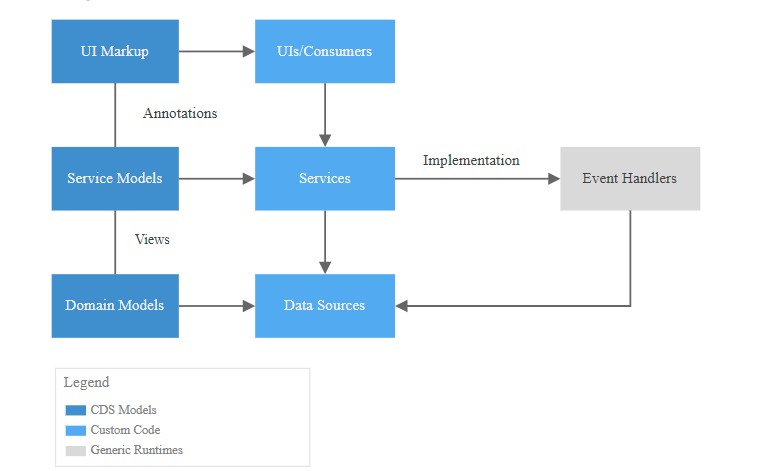 UI Markup
UIs/Consumers
Annotations
Service Models
Services
Implementation
Event Handlers
Views
Domain Models
Data Sources
Legend
CDS Models
Custom Code
Generic Runtimes